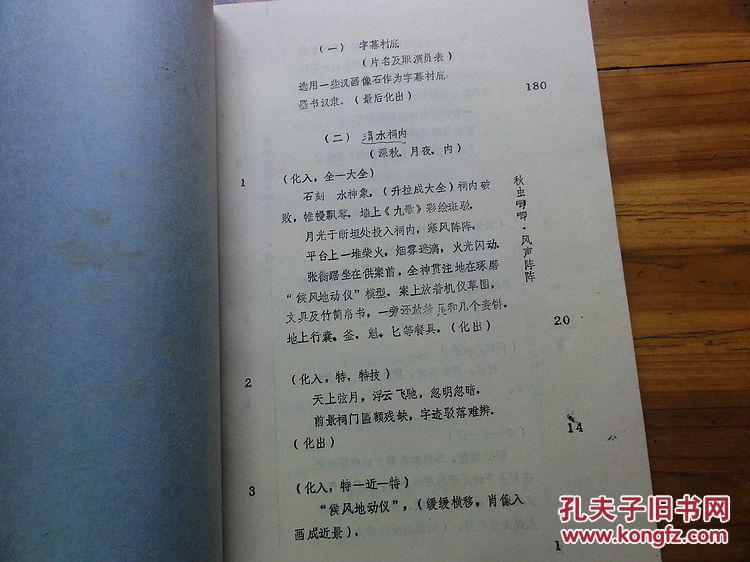 (一) 字幕衬底
(片名及职演员表)
选用一些汉画像石作为字幕衬底.
墨书汉隶. (最后化出)
180
(二) 淯水祠内
(深秋. 月夜. 内)
1
(化入, 全一大全)
石刻 水神象, (升拉成大全) 祠内破
败, 帷幔飘零. 墙上《九歌》彩绘斑驳.
月光于断垣处投入祠内, 寒风阵阵.
平台上一堆柴火, 烟雾迷漓, 火光闪动.
张衡踞坐在供案前, 全神贯注地在琢磨
“侯风地动仪”模型. 案上放着机仪草图,
文具及竹简帛书, 一旁还放着 和几个麦饼.
地上行囊. 釜. 魁. 匕等餐具. (化出)
秋虫唧唧·风声阵阵
20
2
(化入, 特, 特技)
天上弦月, 浮云飞驰, 忽明忽暗.
前景祠门匾额残缺, 字迹驳落难辨.
(化出)
14
3
(化入, 特一近一特)
“侯风地动仪”, (缓缓横移, 肖像入
画成近景).
1
孔夫子旧书网
KONGFZ.COM